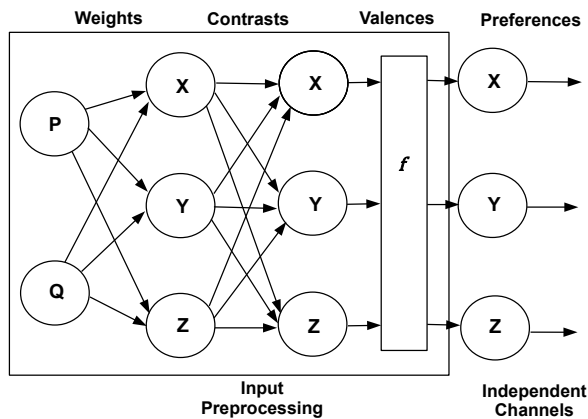 Weights Contrasts Valences Preferences
P
Q
X
Y
Z
X
Y
Z
f
X
Y
Z
Input
Preprocessing
Independent
Channels